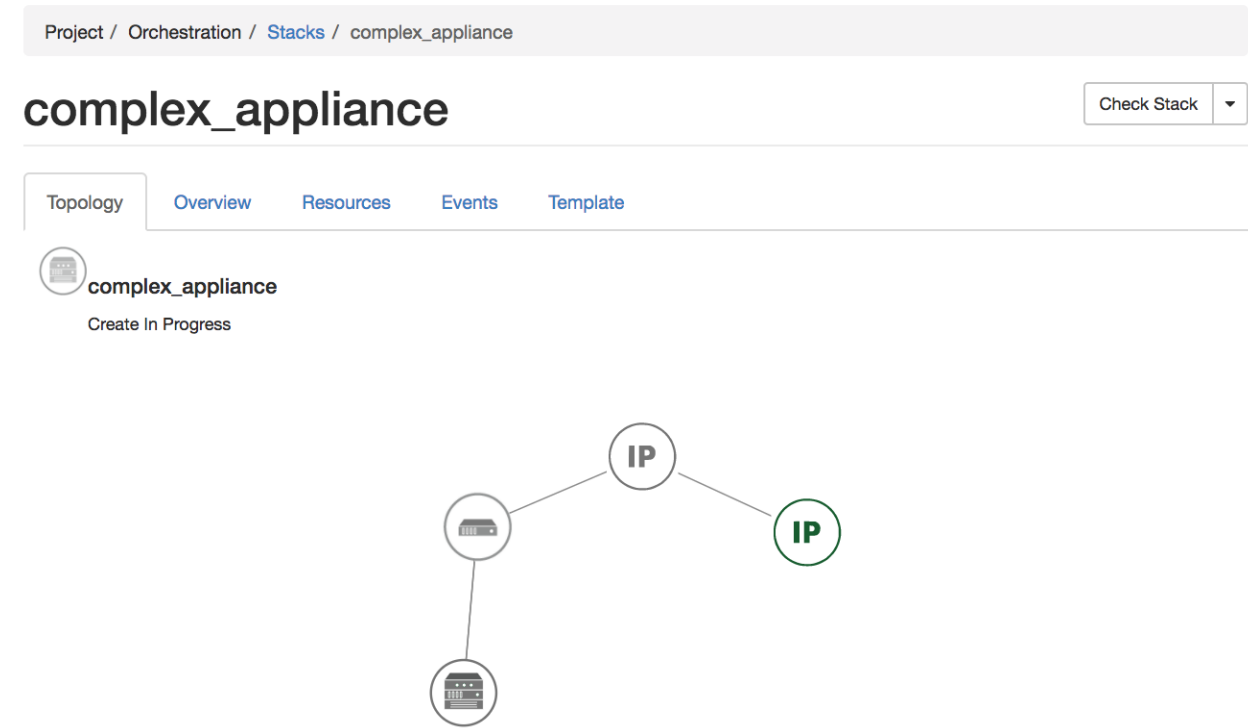 Project / Orchestration / Stacks / complex_appliance
complex_appliance
Check Stack
Topology Overview Resources Events Template
complex_appliance
Create In Progress
IP
IP